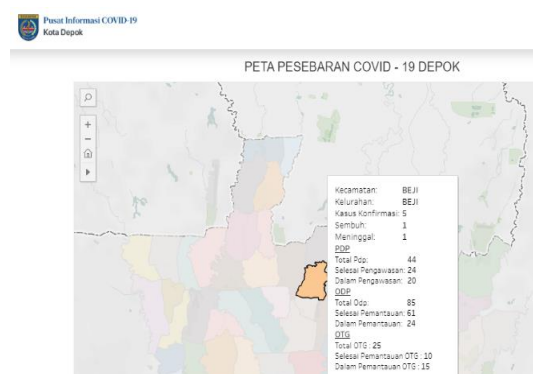 Pusat Informasi COVID-19
Kota Depok
PETA PESEBARAN COVID - 19 DEPOK
Kecamatan: BEJI
Kelurahan: BEJI
Kasus Konfirmasi: 5
Sembuh: 1
Meninggal: 1
PDP
Total Pdp: 44
Selesai Pengawasan: 24
Dalam Pengawasan: 20
ODP
Total Odp: 85
Selesai Pemantauan: 61
Dalam Pemantauan: 24
OTG
Total OTG : 25
Selesai Pemantauan OTG : 10
Dalam Pemantauan OTG : 15